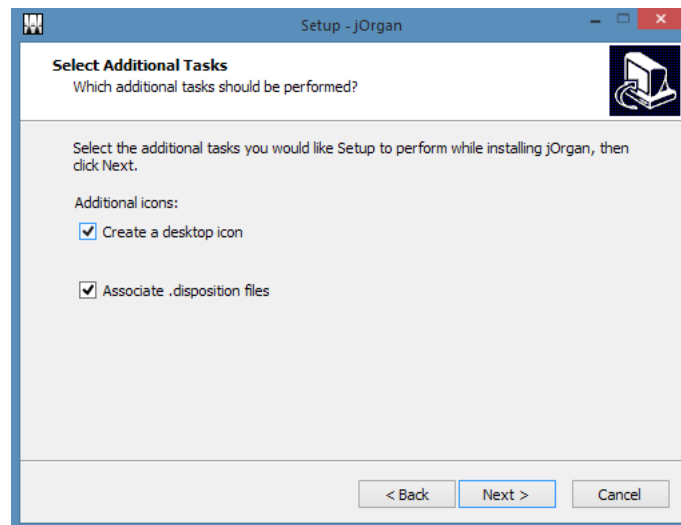 Setup - jOrgan
Select Additional Tasks
Which additional tasks should be performed?
Select the additional tasks you would like Setup to perform while installing jOrgan, then
click Next.
Additional icons:
Create a desktop icon
Associate .disposition files
< Back Next > Cancel